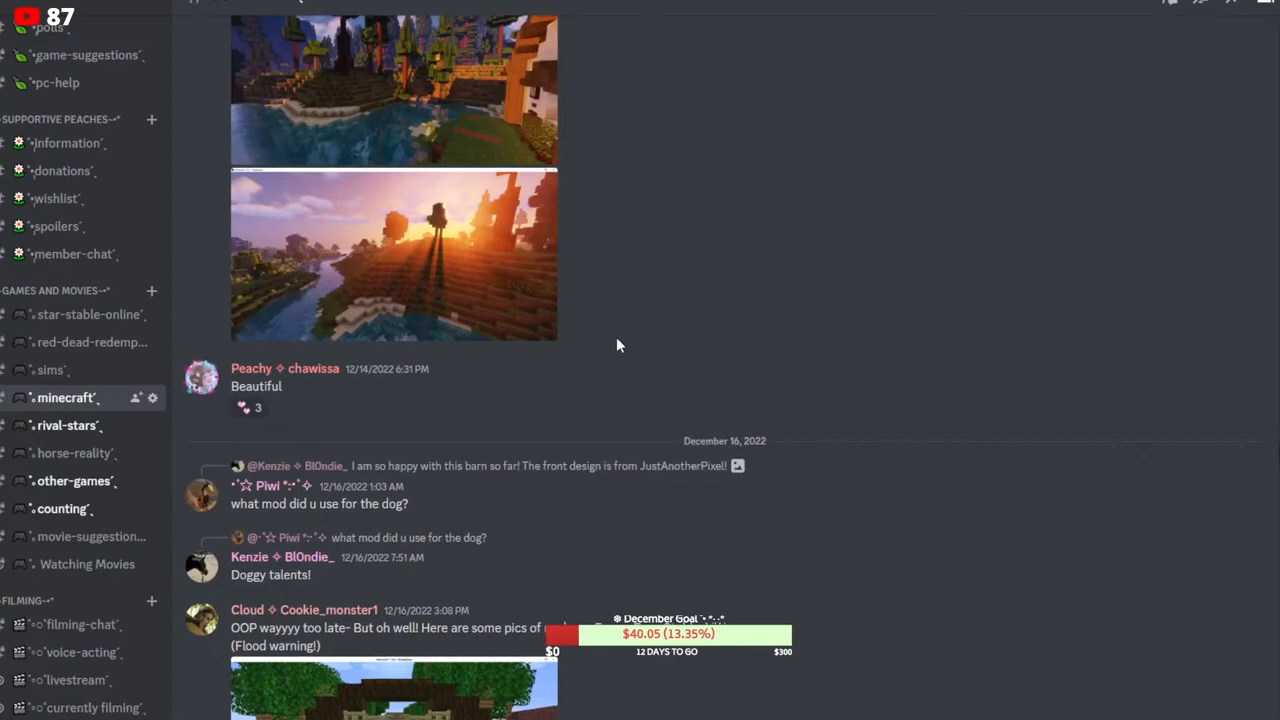 87
polls
game-suggestions
pc-help
SUPPORTIVE PEACHES
information
donations
wishlist
spoilers
member-chat
GAMES AND MOVIES
star-stable-online
red-dead-redemp...
sims
minecraft
rival-stars
horse-reality
other-games
counting
movie-suggestion...
Watching Movies
FILMING
filming-chat
voice-acting
livestream
currently filming
Peachy ✧ chawissa 12/14/2022 6:31 PM
Beautiful
3
December 16, 2022
@Kenzie ✧ Bl0ndie_ I am so happy with this barn so far! The front design is from JustAnotherPixel!
Piwi *:･ﾟ✧ 12/16/2022 1:03 AM
what mod did u use for the dog?
@ Piwi *:･ﾟ✧ what mod did u use for the dog?
Kenzie ✧ Bl0ndie_ 12/16/2022 7:51 AM
Doggy talents!
Cloud ✧ Cookie_monster1 12/16/2022 3:08 PM
OOP wayyyy too late- But oh well! Here are some pics of
(Flood warning!)
❄ December Goal
$40.05 (13.35%)
$0
12 DAYS TO GO
$300